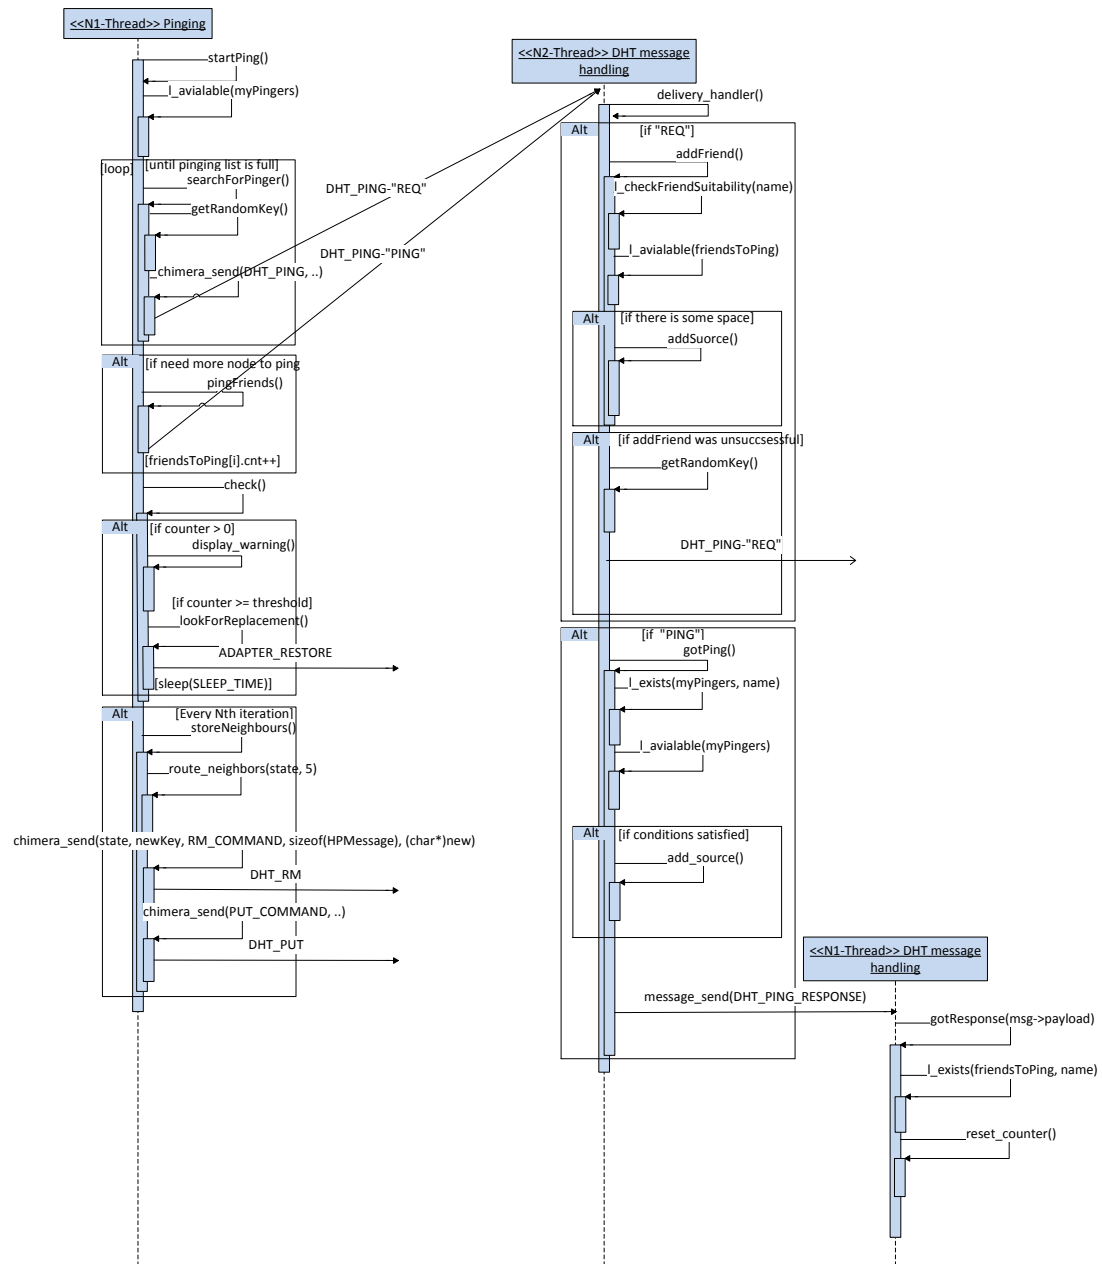 <<N1-Thread>> Pinging
startPing()
l_avialable(myPingers)
[loop]
[until pinging list is full]
searchForPinger()
getRandomKey()
_chimera_send(DHT_PING, ..)
Alt
[if need more node to ping
pingFriends()
[friendsToPing[i].cnt++]
check()
Alt
[if counter > 0]
display_warning()
[if counter >= threshold]
lookForReplacement()
ADAPTER_RESTORE
[sleep(SLEEP_TIME)]
Alt
[Every Nth iteration]
storeNeighbours()
route_neighbors(state, 5)
chimera_send(state, newKey, RM_COMMAND, sizeof(HPMessage), (char*)new)
DHT_RM
chimera_send(PUT_COMMAND, ..)
DHT_PUT
DHT_PING-"REQ"
DHT_PING-"PING"
<<N2-Thread>> DHT message
handling
delivery_handler()
Alt
[if "REQ"]
addFriend()
l_checkFriendSuitability(name)
l_avialable(friendsToPing)
Alt
[if there is some space]
addSuorce()
Alt
[if addFriend was unsuccsessful]
getRandomKey()
DHT_PING-"REQ"
Alt
[if "PING"]
gotPing()
l_exists(myPingers, name)
l_avialable(myPingers)
Alt
[if conditions satisfied]
add_source()
message_send(DHT_PING_RESPONSE)
<<N1-Thread>> DHT message
handling
gotResponse(msg->payload)
l_exists(friendsToPing, name)
reset_counter()